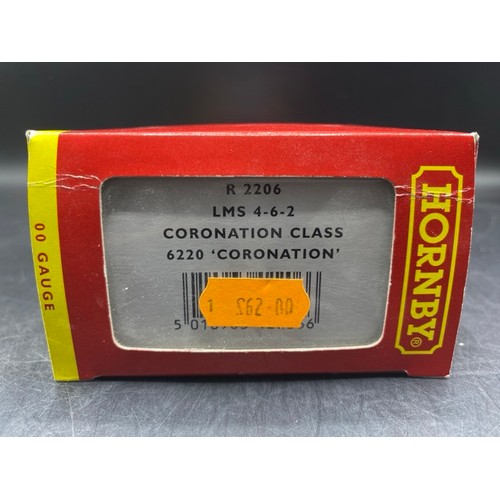 00 GAUGE
R 2206
LMS 4-6-2
CORONATION CLASS
6220 'CORONATION'
HORNBY®